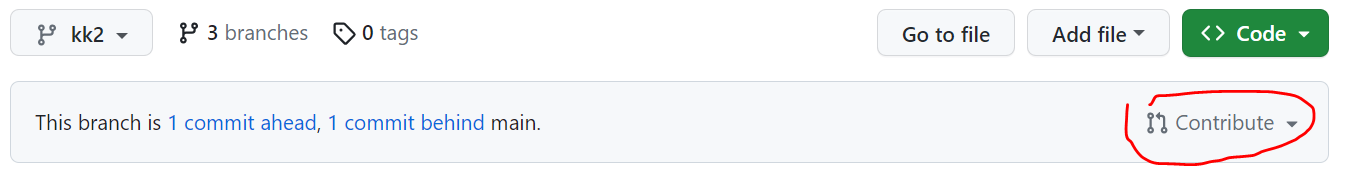 kk2 3 branches 0 tags Go to file Add file Code
This branch is 1 commit ahead, 1 commit behind main. Contribute